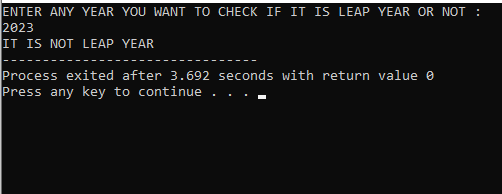 ENTER ANY YEAR YOU WANT TO CHECK IF IT IS LEAP YEAR OR NOT :
2023
IT IS NOT LEAP YEAR
--------------------------------
Process exited after 3.692 seconds with return value 0
Press any key to continue . . .